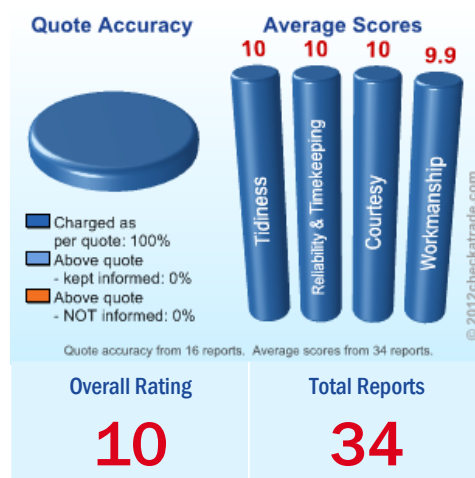 Quote Accuracy
Average Scores
10
10
10
9.9
Tidiness
Reliability & Timekeeping
Courtesy
Workmanship
Charged as
per quote: 100%
Above quote
- kept informed: 0%
Above quote
- NOT informed: 0%
© 2012checkatrade.com
Quote accuracy from 16 reports. Average scores from 34 reports.
Overall Rating
Total Reports
10
34